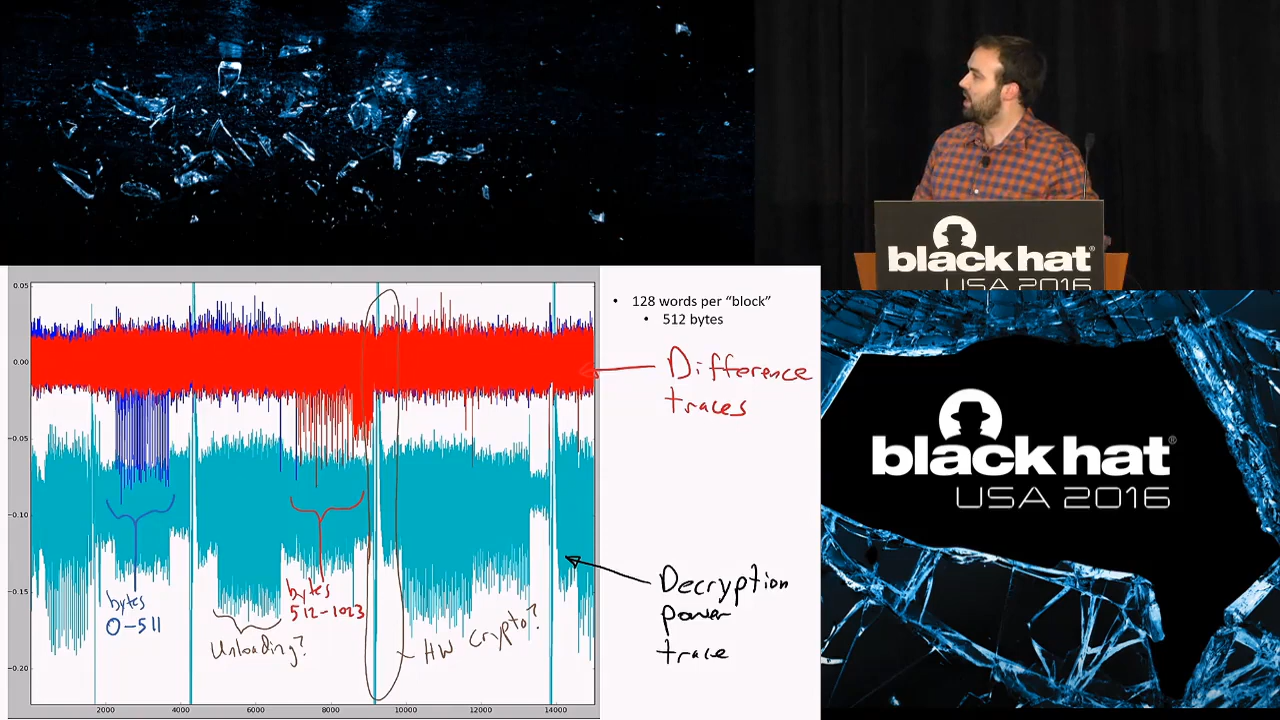 black hat®
USA 2016
0.05
0.00
−0.05
−0.10
−0.15
−0.20
2000
4000
6000
8000
10000
12000
14000
• 128 words per “block”
• 512 bytes
Difference
traces
bytes
0-511
Unloading?
bytes
512-1023
HW Crypto?
Decryption
power
trace
black hat®
USA 2016